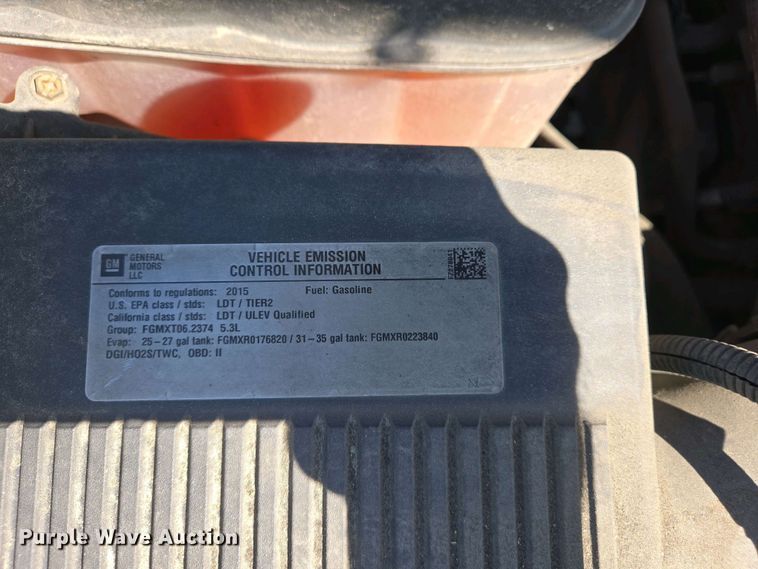 GM
GENERAL MOTORS LLC
VEHICLE EMISSION
CONTROL INFORMATION
Conforms to regulations: 2015 Fuel: Gasoline
U.S. EPA class / stds: LDT / TIER2
California class / stds: LDT / ULEV Qualified
Group: FGMXT06.2374 5.3L
Evap: 25-27 gal tank: FGMXR0176820 / 31-35 gal tank: FGMXR0223840
DGI/HO2S/TWC, OBD: II
Purple Wave Auction